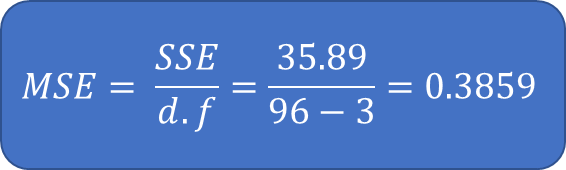 MSE = SSE/d.f = 35.89/96 − 3 = 0.3859